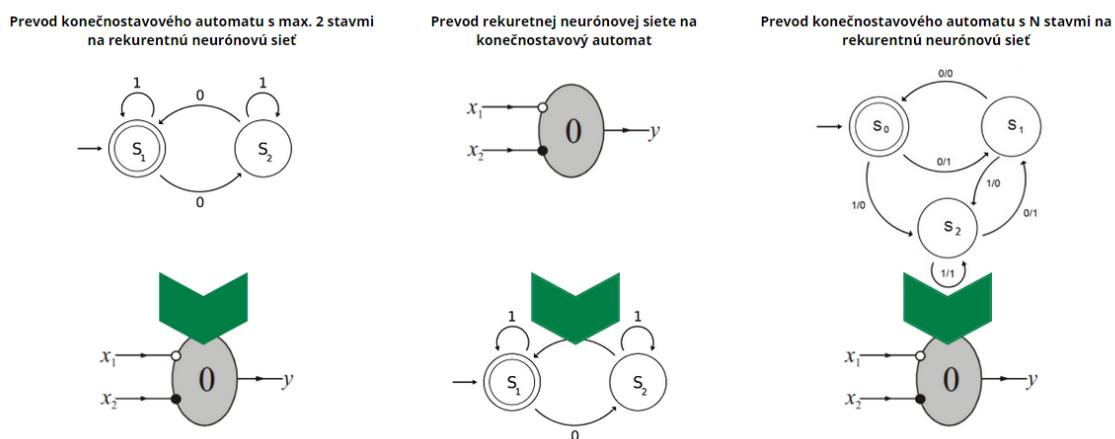 Prevod konečnostavového automatu s max. 2 stavmi
na rekurentnú neurónovú sieť
1
0
1
S1
S2
0
x1
x2
0
y
Prevod rekuretnej neurónovej siete na
konečnostavový automat
x1
x2
0
y
1
1
S1
S2
0
Prevod konečnostavového automatu s N stavmi na
rekurentnú neurónovú sieť
0/0
S0
S1
0/1
1/0
1/0
S2
0/1
1/1
x1
x2
0
y